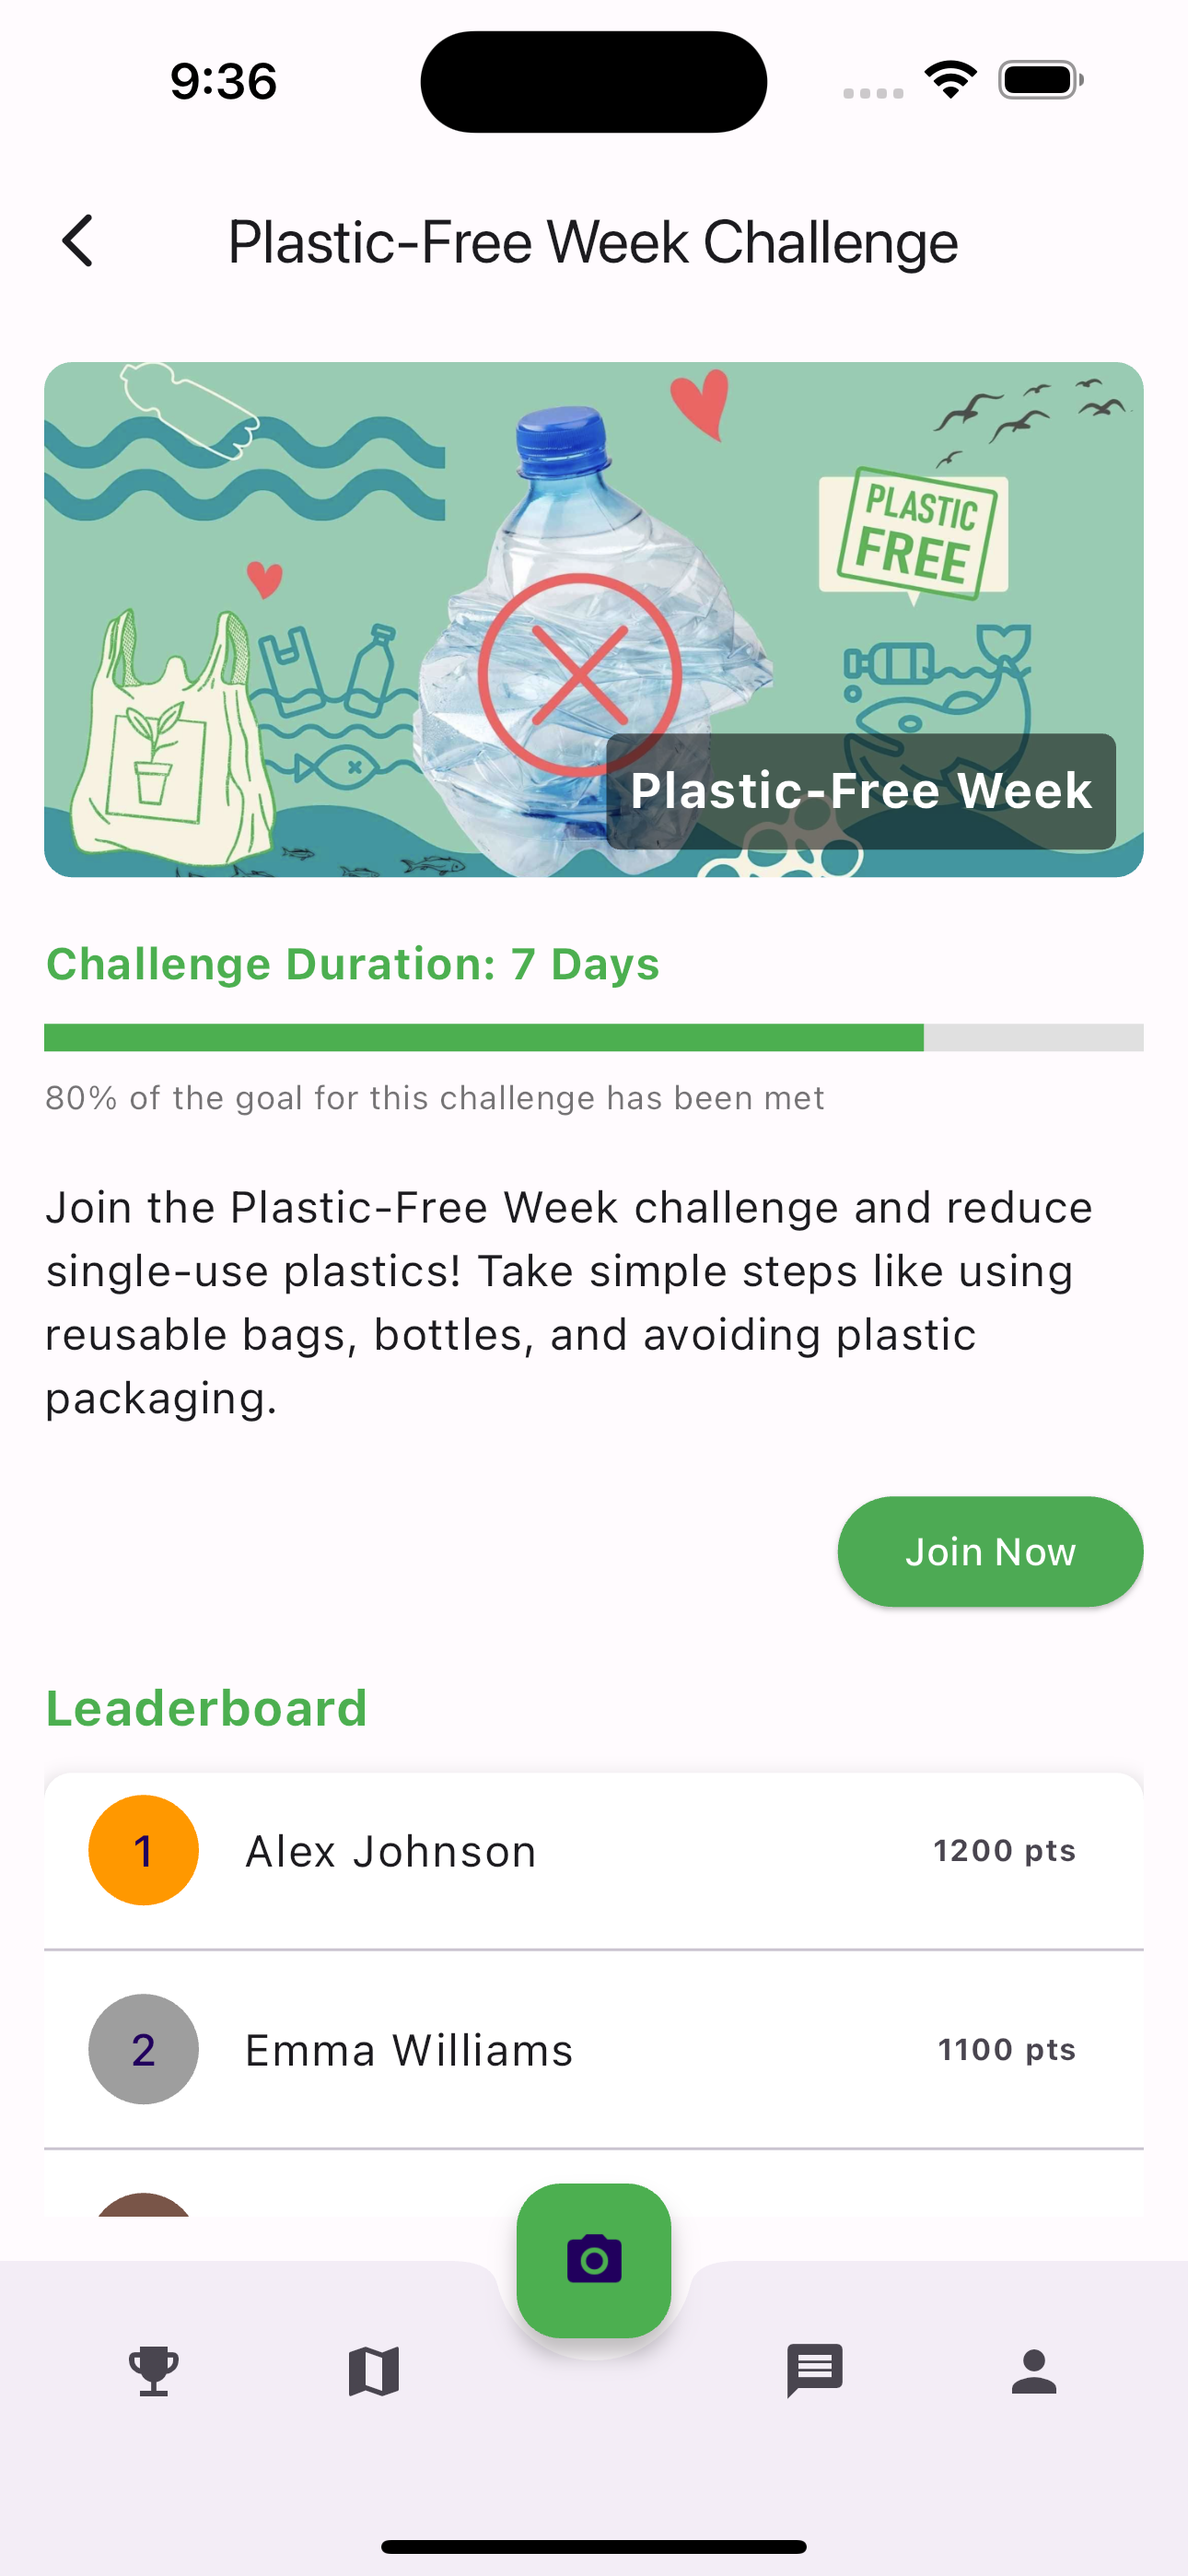 9:36
Plastic-Free Week Challenge
PLASTIC
FREE
Plastic-Free Week
Challenge Duration: 7 Days
80% of the goal for this challenge has been met
Join the Plastic-Free Week challenge and reduce
single-use plastics! Take simple steps like using
reusable bags, bottles, and avoiding plastic
packaging.
Join Now
Leaderboard
1 Alex Johnson 1200 pts
2 Emma Williams 1100 pts